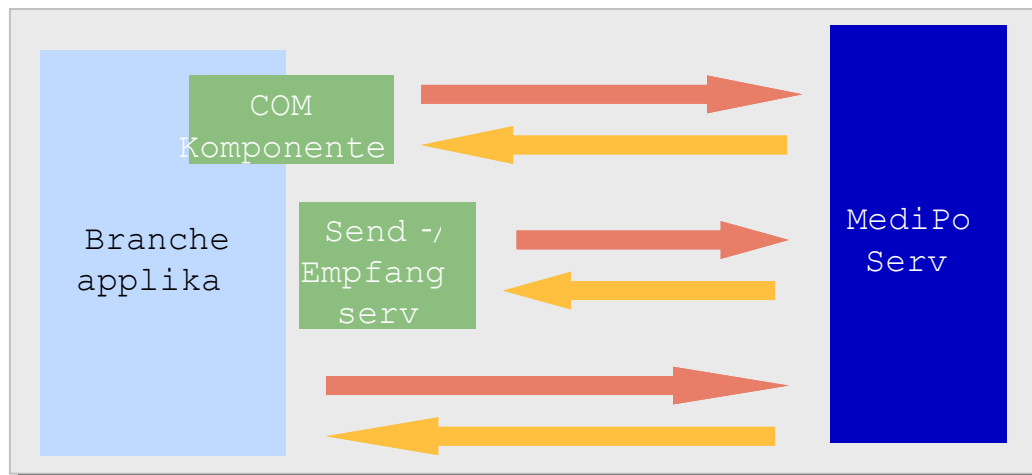 COM
Komponente
Branche
applika
Send -/
Empfang
serv
MediPo
Serv